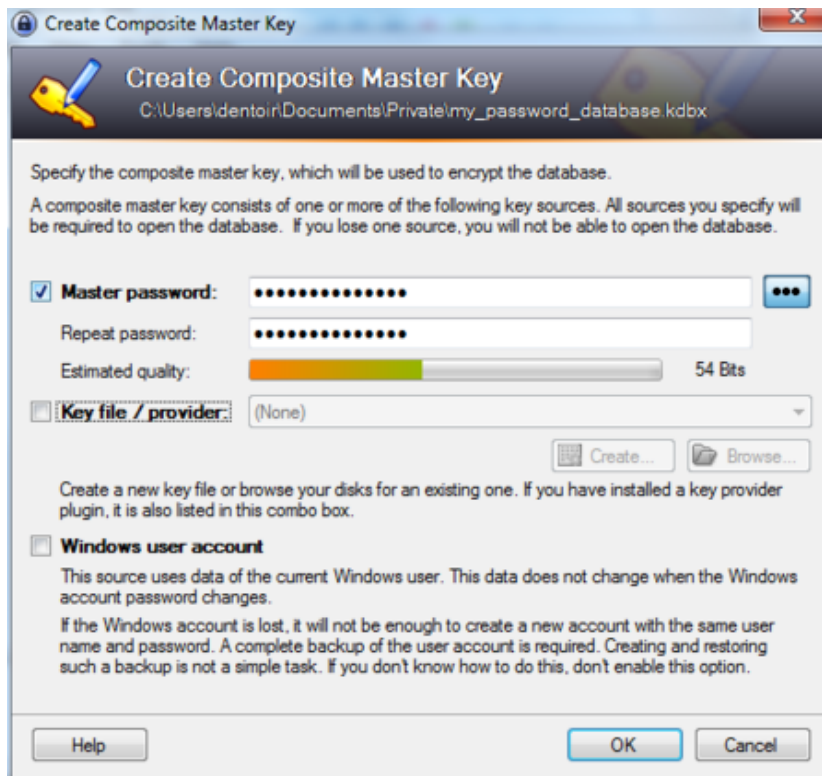 Create Composite Master Key
Create Composite Master Key
C:\Users\dentoir\Documents\Private\my_password_database.kdbx
Specify the composite master key, which will be used to encrypt the database.
A composite master key consists of one or more of the following key sources. All sources you specify will
be required to open the database.  If you lose one source, you will not be able to open the database.
Master password: ●●●●●●●●●●●●●● ●●●
Repeat password: ●●●●●●●●●●●●●●
Estimated quality: 54 Bits
Key file / provider: (None)
Create... Browse...
Create a new key file or browse your disks for an existing one. If you have installed a key provider
plugin, it is also listed in this combo box.
Windows user account
This source uses data of the current Windows user. This data does not change when the Windows
account password changes.
If the Windows account is lost, it will not be enough to create a new account with the same user
name and password. A complete backup of the user account is required. Creating and restoring
such a backup is not a simple task. If you don't know how to do this, don't enable this option.
Help OK Cancel